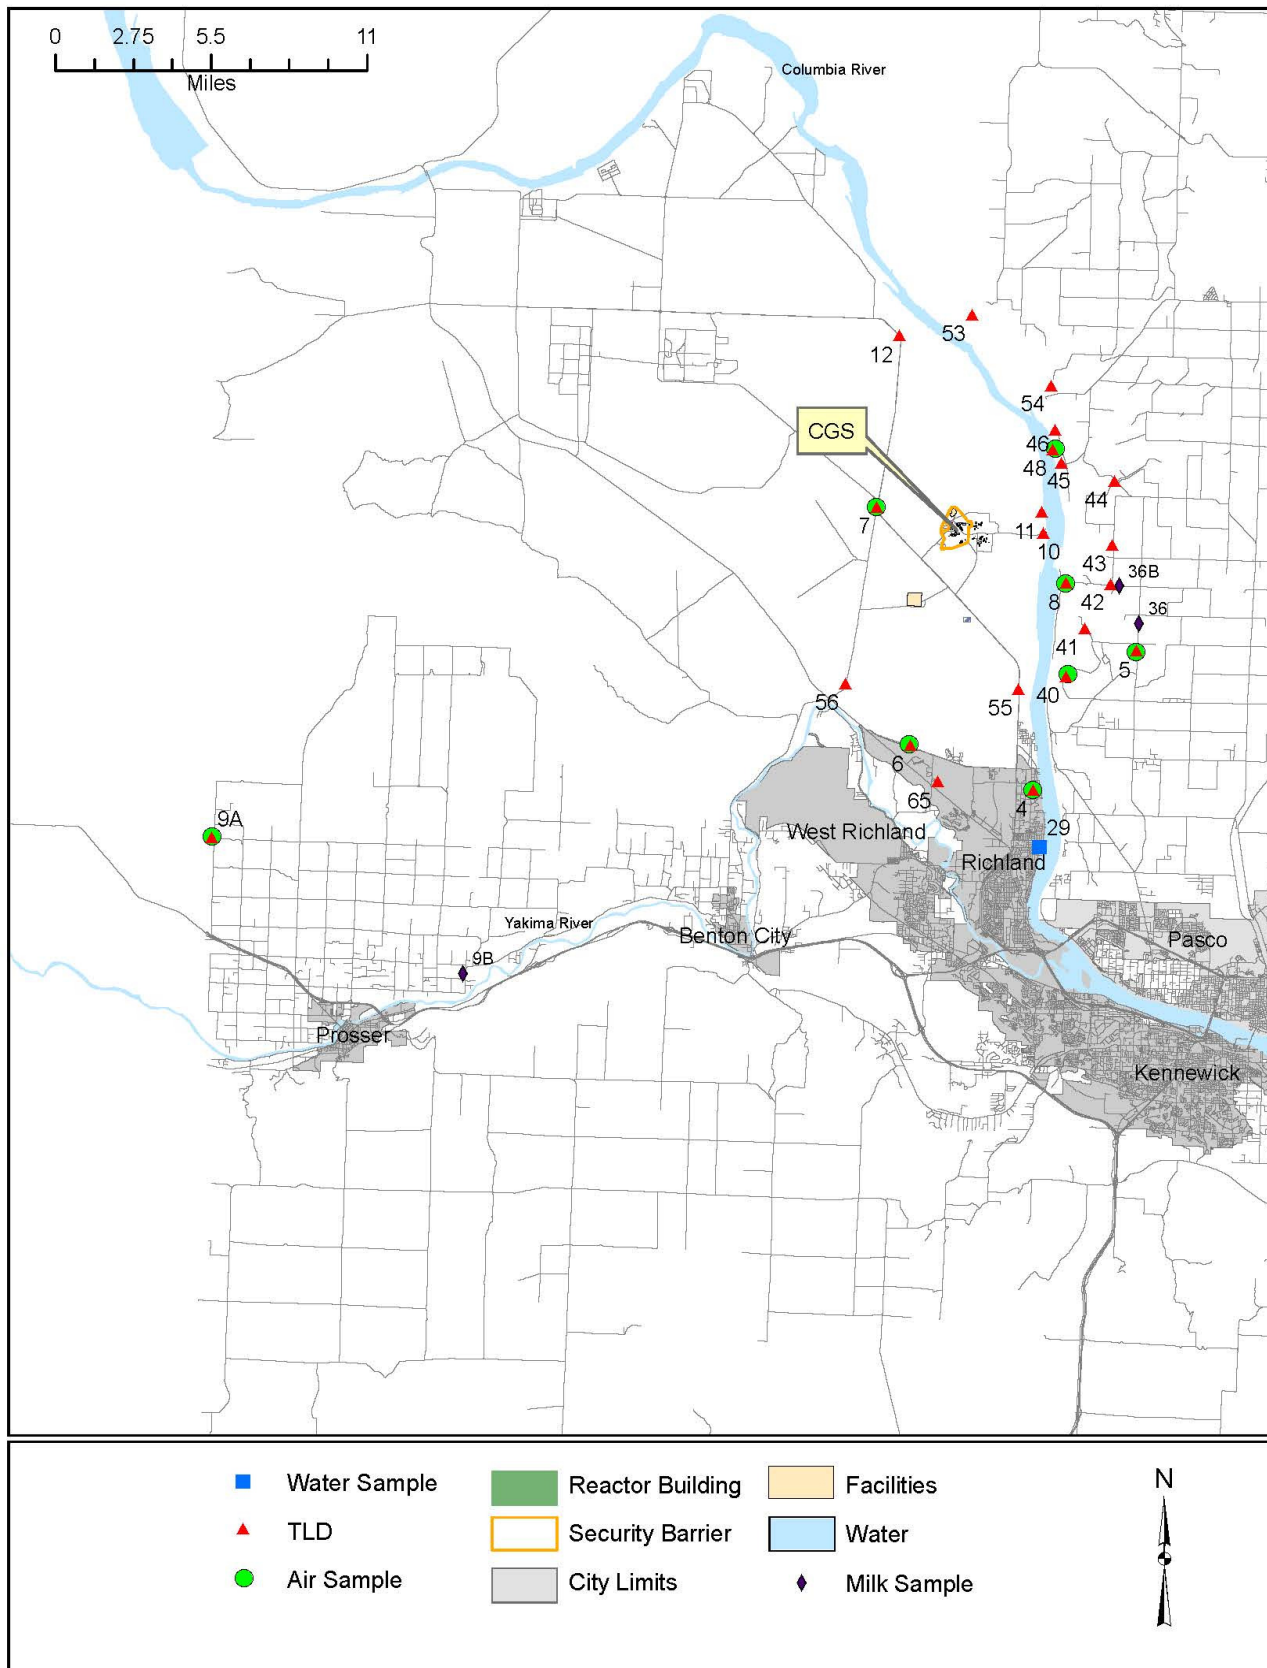 0 2.75 5.5 11
Miles
Columbia River
53
12
54
CGS
46
48
45
44
7
11
10
43
36B
8
42
36
41
5
40
56
55
6
65
4
9A
29
West Richland
Richland
Yakima River
Benton City
Pasco
9B
Prosser
Kennewick
Water Sample
Reactor Building
Facilities
N
TLD
Security Barrier
Water
Air Sample
City Limits
Milk Sample